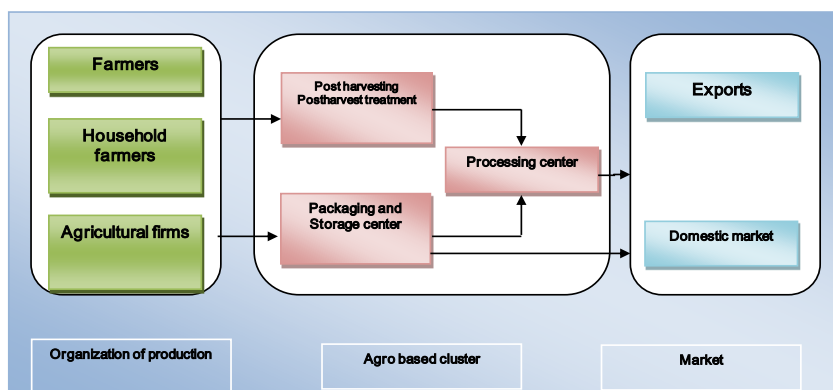 Farmers
Household
farmers
Agricultural firms
Post harvesting
Postharvest treatment
Packaging and
Storage center
Processing center
Exports
Domestic market
Organization of production
Agro based cluster
Market